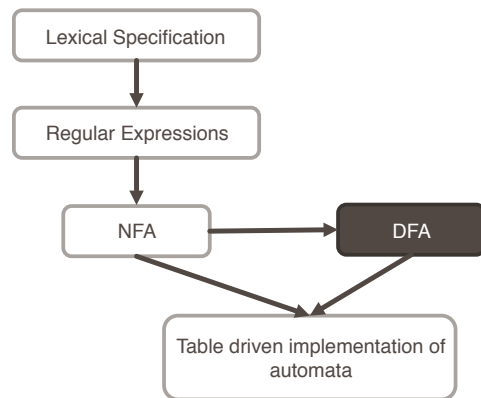 Lexical Specification
Regular Expressions
NFA
DFA
Table driven implementation of
automata